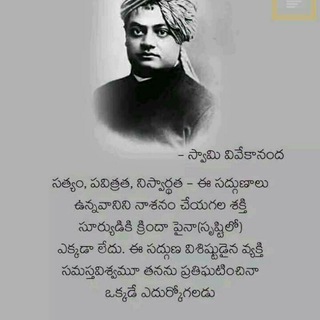 – స్వామి వివేకానంద
సత్యం, పవిత్రత, నిస్వార్థత – ఈ సద్గుణాలు
ఉన్నవానిని నాశనం చేయగల శక్తి
సూర్యుడికి క్రిందా పైనా(సృష్టిలో)
ఎక్కడా లేదు. ఈ సద్గుణ విశిష్టుడైన వ్యక్తి
సమస్తవిశ్వమూ తనను ప్రతిఘటించినా
ఒక్కడే ఎదుర్కోగలడు